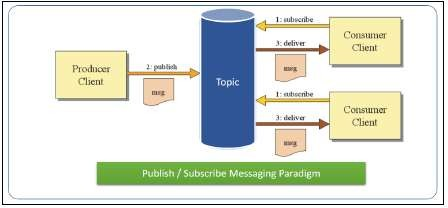 Producer
Client
2: publish
msg
Topic
1: subscribe
3: deliver
msg
Consumer
Client
1: subscribe
3: deliver
msg
Consumer
Client
Publish / Subscribe Messaging Paradigm